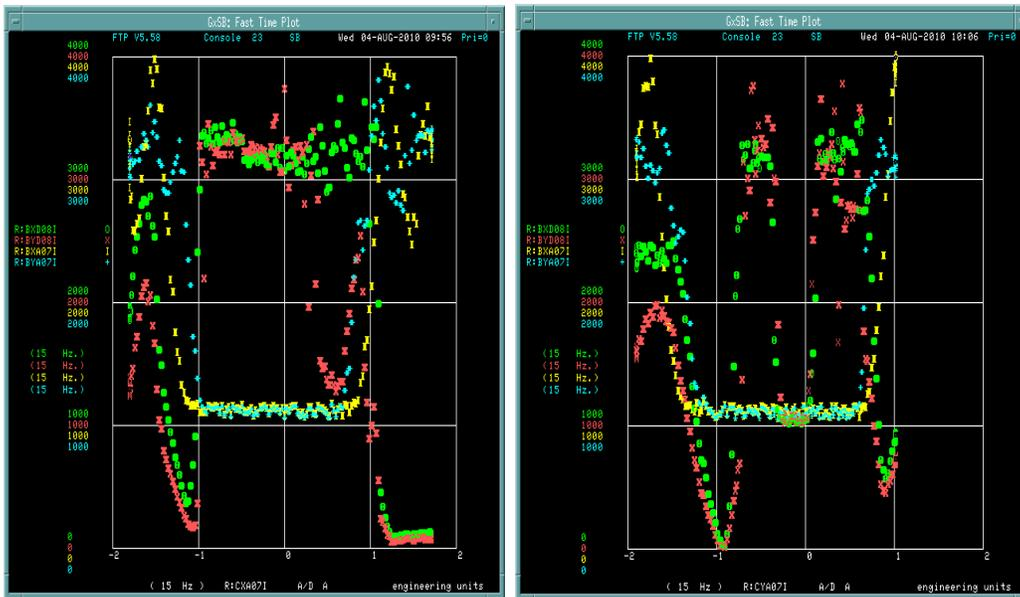 GxSB: Fast Time Plot
FTP V5.58 Console 23 SB Wed 04-AUG-2010 09:56 Pri=0
4000
4000
4000
4000
3000
3000
3000
3000
R:BXD08I O
R:BYD08I X
R:BXA07I I
R:BYA07I +
2000
2000
2000
2000
(15 Hz.)
(15 Hz.)
(15 Hz.)
(15 Hz.)
1000
1000
1000
1000
0
0
0
0
-2 -1 0 1 2
( 15 Hz ) R:CXA07I A/D A engineering units
GxSB: Fast Time Plot
FTP V5.58 Console 23 SB Wed 04-AUG-2010 10:06 Pri=0
4000
4000
4000
4000
3000
3000
3000
3000
R:BXD08I O
R:BYD08I X
R:BXA07I I
R:BYA07I +
2000
2000
2000
2000
(15 Hz.)
(15 Hz.)
(15 Hz.)
(15 Hz.)
1000
1000
1000
1000
0
0
0
0
-2 -1 0 1 2
( 15 Hz ) R:CYA07I A/D A engineering units